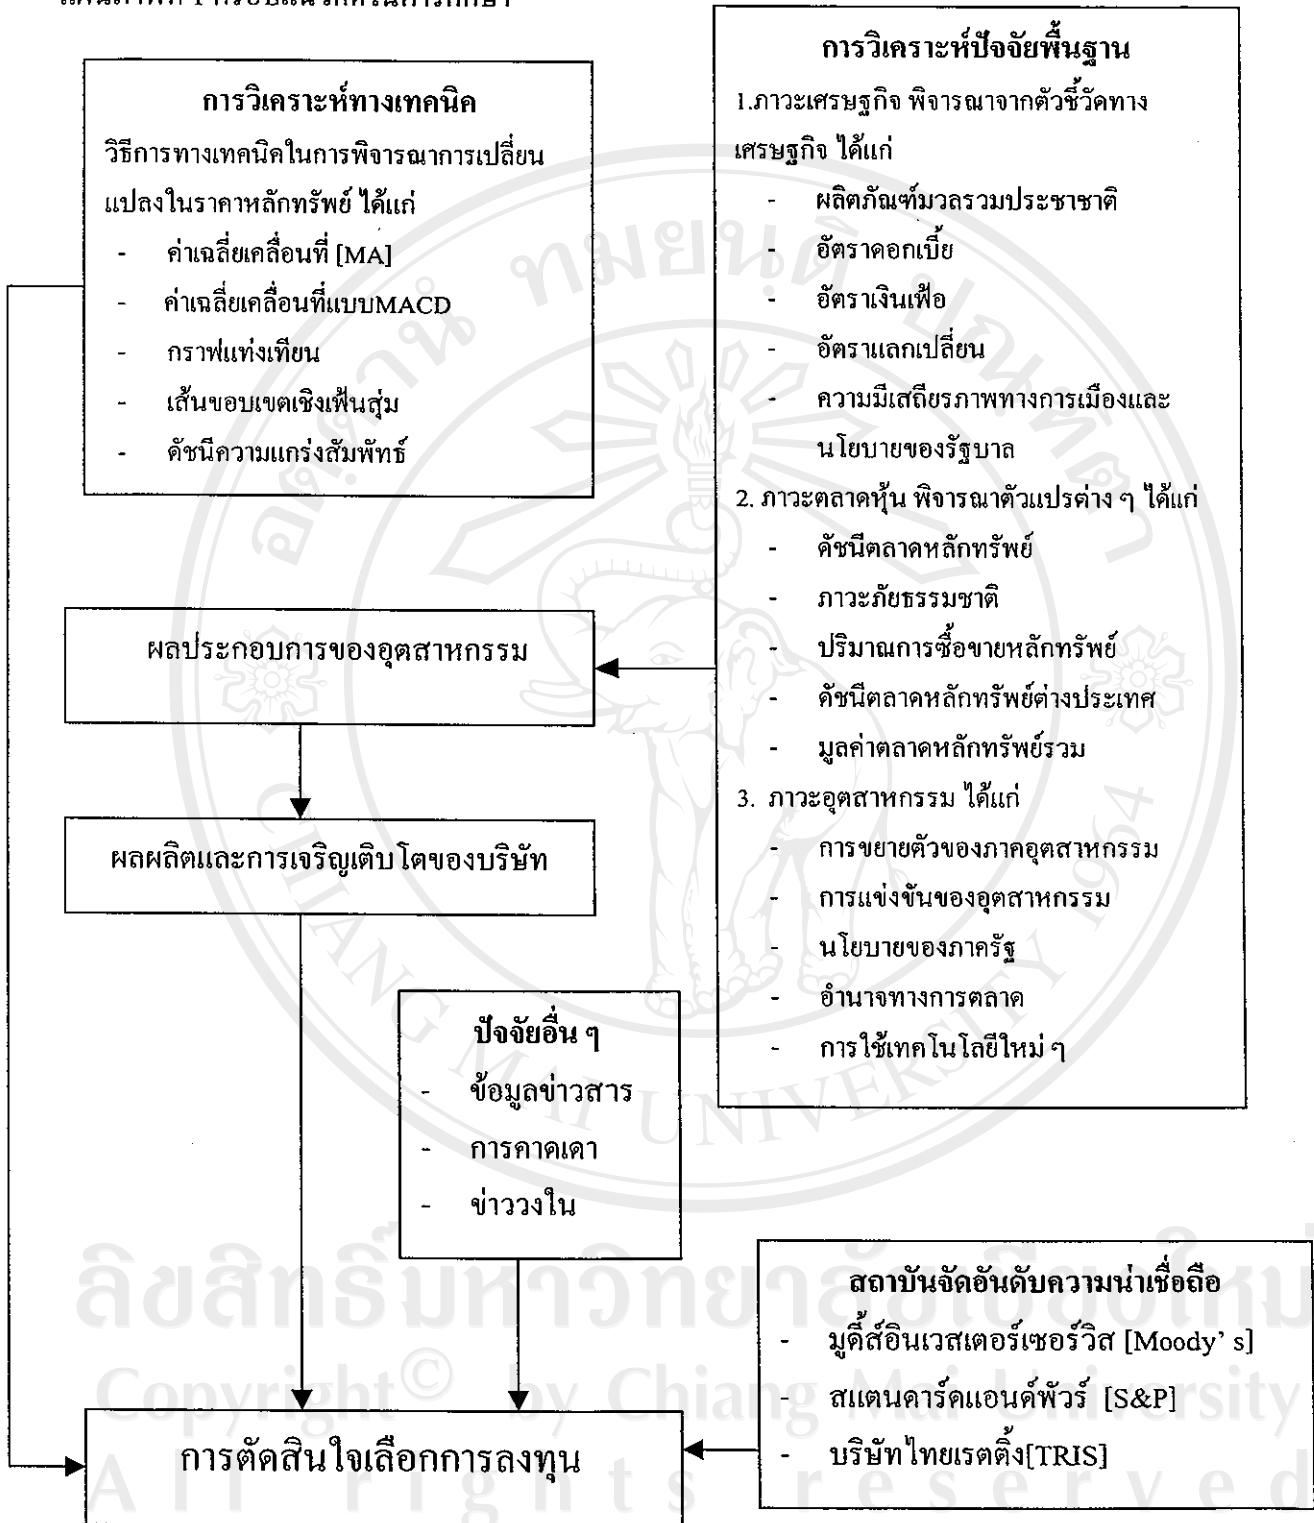 การวิเคราะห์ทางเทคนิค
วิธีการทางเทคนิคในการพิจารณาการเปลี่ยน
แปลงในราคาหลักทรัพย์ ได้แก่
- ค่าเฉลี่ยเคลื่อนที่ [MA]
- ค่าเฉลี่ยเคลื่อนที่แบบMACD
- กราฟแท่งเทียน
- เส้นขอบเขตเชิงเฟ้นสุ่ม
- ดัชนีความแกร่งสัมพัทธ์
การวิเคราะห์ปัจจัยพื้นฐาน
1.ภาวะเศรษฐกิจ พิจารณาจากตัวชี้วัดทาง
เศรษฐกิจ ได้แก่
- ผลิตภัณฑ์มวลรวมประชาชาติ
- อัตราดอกเบี้ย
- อัตราเงินเฟ้อ
- อัตราแลกเปลี่ยน
- ความมีเสถียรภาพทางการเมืองและ
นโยบายของรัฐบาล
2. ภาวะตลาดหุ้น พิจารณาตัวแปรต่าง ๆ ได้แก่
- ดัชนีตลาดหลักทรัพย์
- ภาวะภัยธรรมชาติ
- ปริมาณการซื้อขายหลักทรัพย์
- ดัชนีตลาดหลักทรัพย์ต่างประเทศ
- มูลค่าตลาดหลักทรัพย์รวม
3. ภาวะอุตสาหกรรม ได้แก่
- การขยายตัวของภาคอุตสาหกรรม
- การแข่งขันของอุตสาหกรรม
- นโยบายของภาครัฐ
- อำนาจทางการตลาด
- การใช้เทคโนโลยีใหม่ ๆ
ผลประกอบการของอุตสาหกรรม
ผลผลิตและการเจริญเติบโตของบริษัท
ปัจจัยอื่น ๆ
- ข้อมูลข่าวสาร
- การคาดเดา
- ข่าววงใน
สถาบันจัดอันดับความน่าเชื่อถือ
- มูดี้ส์อินเวสเตอร์เซอร์วิส [Moody' s]
- สแตนดาร์ดแอนด์พัวร์ [S&P]
- บริษัทไทยเรตติ้ง[TRIS]
การตัดสินใจเลือกการลงทุน
CHIANG MAI UNIVERSITY 1964
ลิขสิทธิ์มหาวิทยาลัยเชียงใหม่
Copyright© by Chiang Mai University
All rights reserved